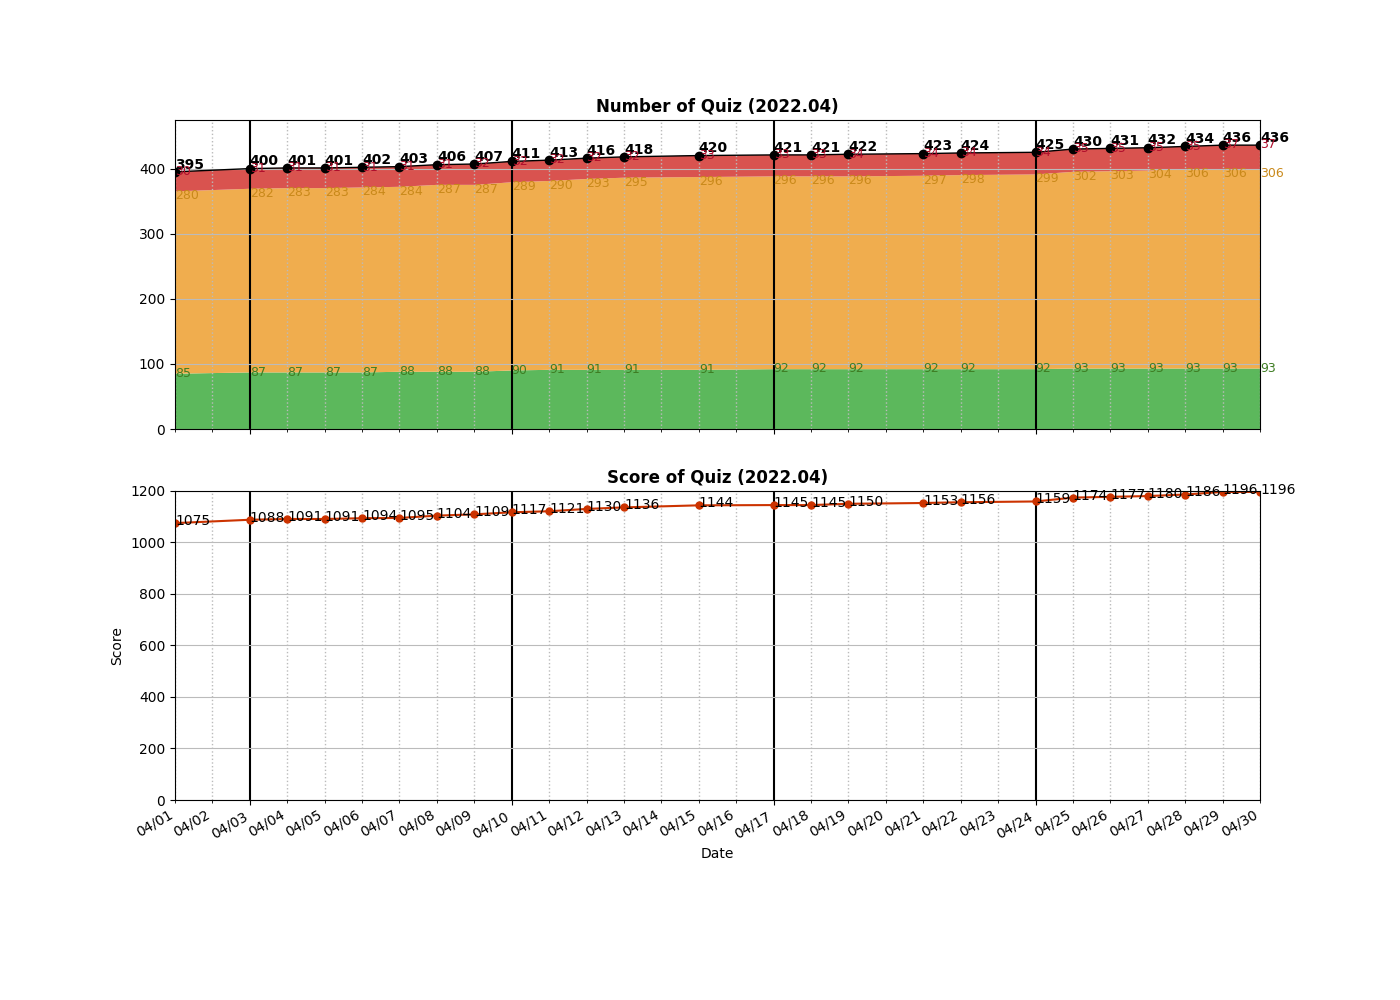 Number of Quiz (2022.04)
395 400 401 401 402 403 406 407 411 413 416 418 420 421 421 422 423 424 425 430 431 432 434 436 436
37
400
280 282 283 283 284 284 287 287 289 290 293 295 296 296 296 296 297 298 299 302 303 304 306 306 306
300
200
100
85 87 87 87 87 88 88 88 90 91 91 91 91 92 92 92 92 92 92 93 93 93 93 93 93
0
Score of Quiz (2022.04)
1200
1075 1088 1091 1091 1094 1095 1104 1109 1117 1121 1130 1136 1144 1145 1145 1150 1153 1156 1159 1174 1177 1180 1186 1196 1196
1000
800
600
400
200
0
Score
04/01 04/02 04/03 04/04 04/05 04/06 04/07 04/08 04/09 04/10 04/11 04/12 04/13 04/14 04/15 04/16 04/17 04/18 04/19 04/20 04/21 04/22 04/23 04/24 04/25 04/26 04/27 04/28 04/29 04/30
Date